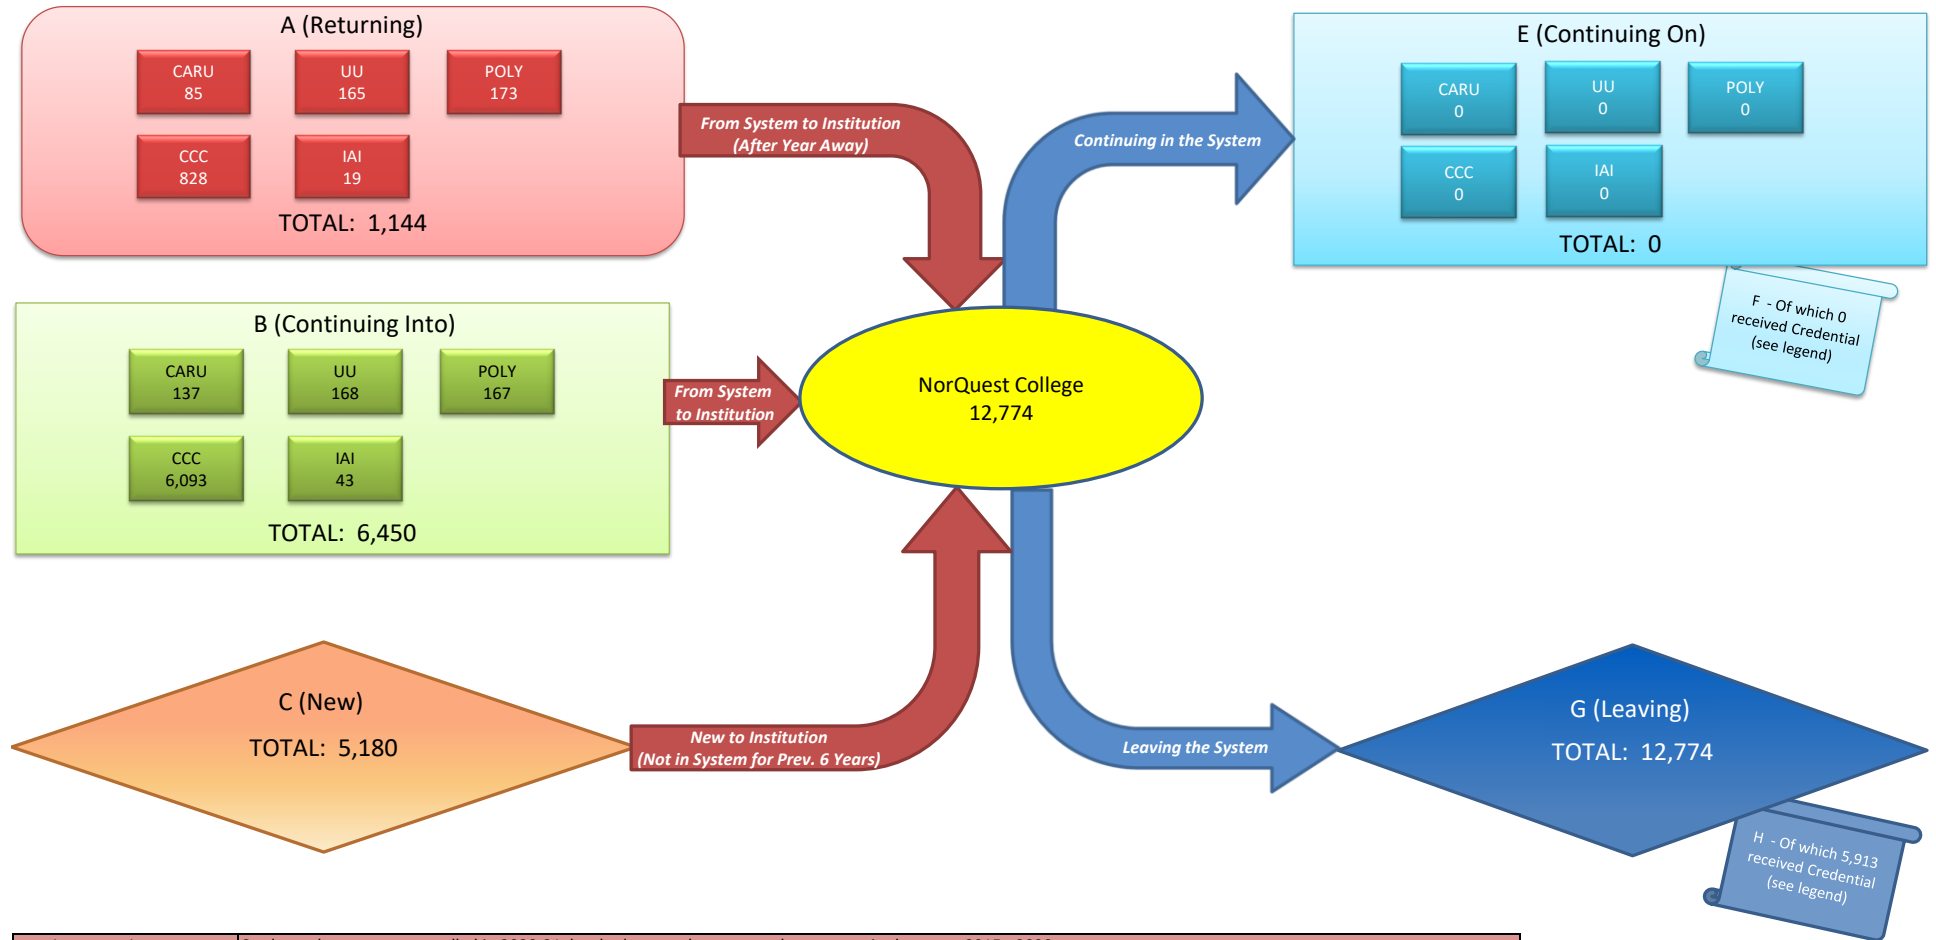 A (Returning)
CARU
85
UU
165
POLY
173
CCC
828
IAI
19
TOTAL: 1,144
From System to Institution
(After Year Away)
Continuing in the System
E (Continuing On)
CARU
0
UU
0
POLY
0
CCC
0
IAI
0
TOTAL: 0
F - Of which 0
received Credential
(see legend)
B (Continuing Into)
CARU
137
UU
168
POLY
167
CCC
6,093
IAI
43
TOTAL: 6,450
From System
to Institution
NorQuest College
12,774
C (New)
TOTAL: 5,180
New to Institution
(Not in System for Prev. 6 Years)
Leaving the System
G (Leaving)
TOTAL: 12,774
H - Of which 5,913
received Credential
(see legend)